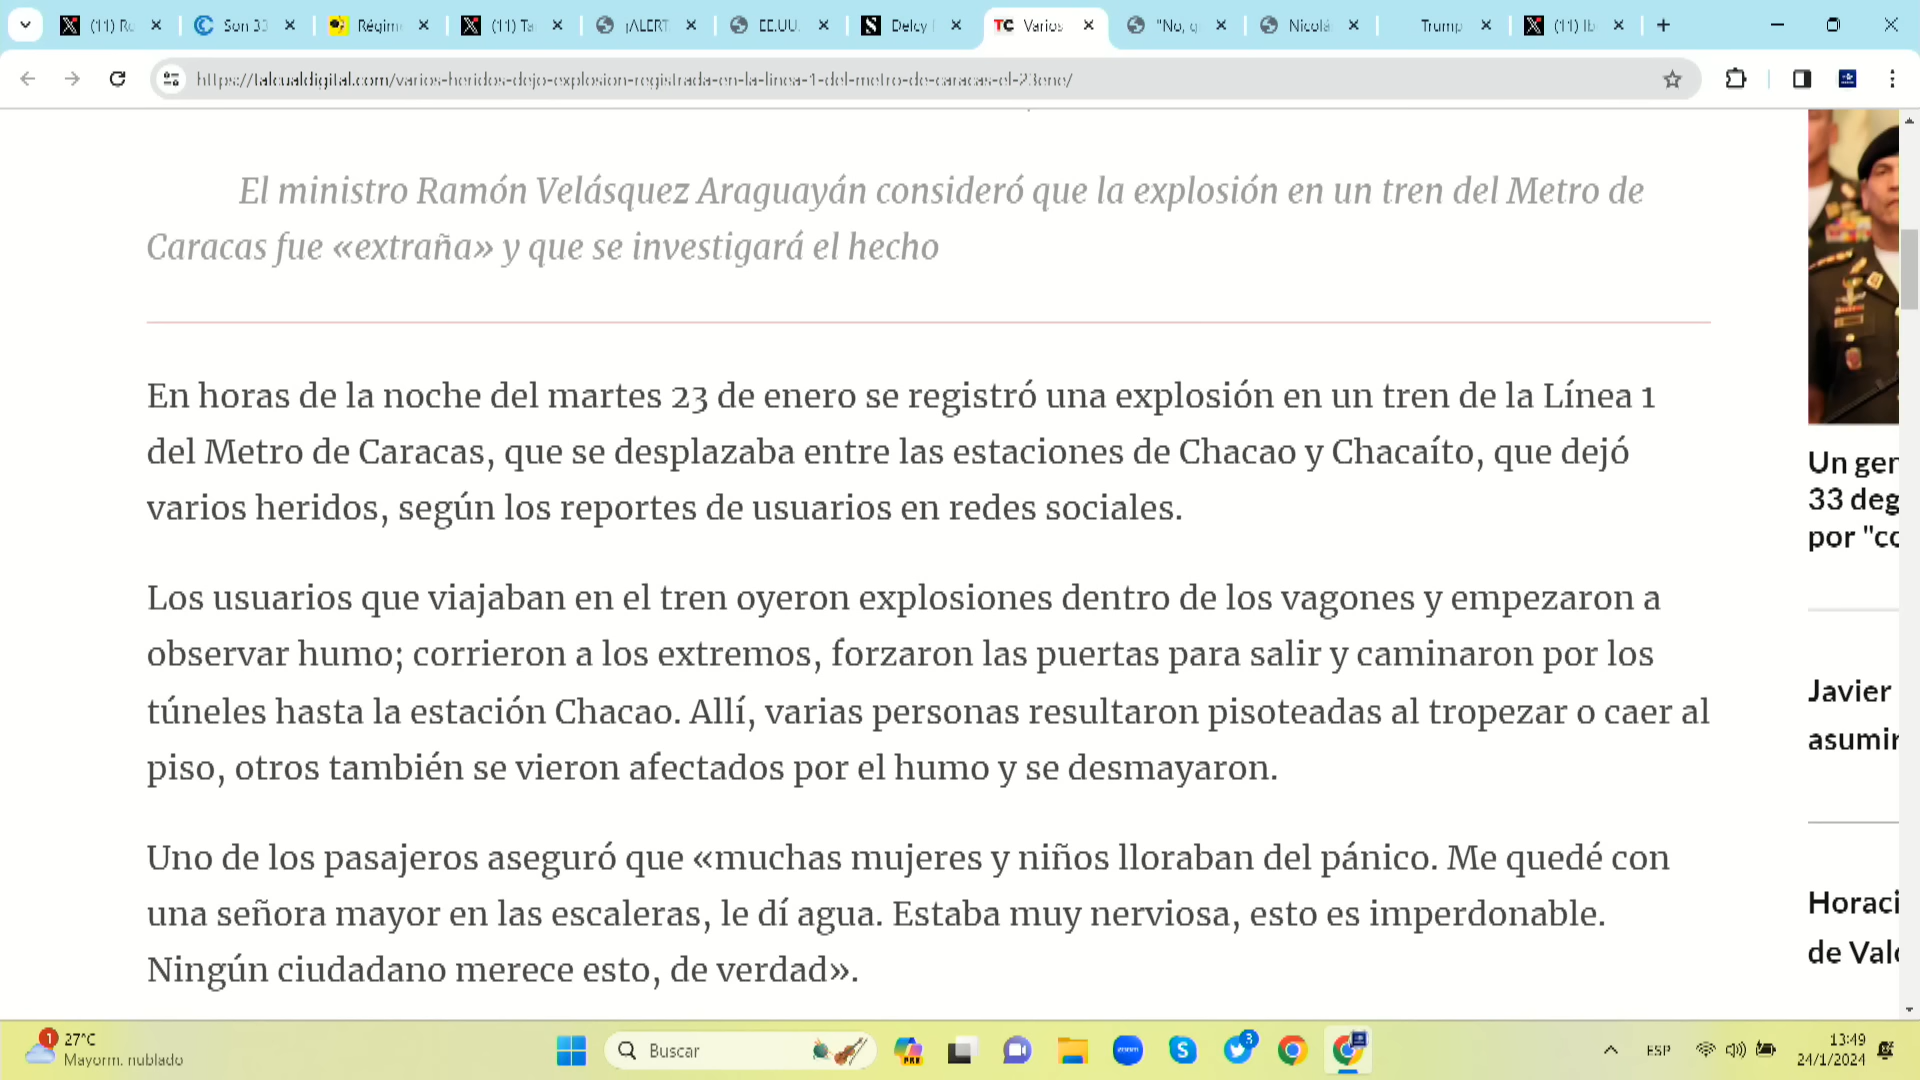 (11) Ro
Son 33
Régim
(11) Ta
¡ALERT
EE.UU.
Delcy
TC Varios
"No, q
Nicolá
Trump
(11) Ib
https://talcualdigital.com/varios-heridos-dejo-explosion-registrada-en-la-linea-1-del-metro-de-caracas-el-23ene/
El ministro Ramón Velásquez Araguayán consideró que la explosión en un tren del Metro de
Caracas fue «extraña» y que se investigará el hecho
En horas de la noche del martes 23 de enero se registró una explosión en un tren de la Línea 1
del Metro de Caracas, que se desplazaba entre las estaciones de Chacao y Chacaíto, que dejó
varios heridos, según los reportes de usuarios en redes sociales.
Los usuarios que viajaban en el tren oyeron explosiones dentro de los vagones y empezaron a
observar humo; corrieron a los extremos, forzaron las puertas para salir y caminaron por los
túneles hasta la estación Chacao. Allí, varias personas resultaron pisoteadas al tropezar o caer al
piso, otros también se vieron afectados por el humo y se desmayaron.
Uno de los pasajeros aseguró que «muchas mujeres y niños lloraban del pánico. Me quedé con
una señora mayor en las escaleras, le dí agua. Estaba muy nerviosa, esto es imperdonable.
Ningún ciudadano merece esto, de verdad».
Un gen
33 deg
por "co
Javier
asumir
Horaci
de Valo
1
27°C
Mayorm. nublado
Buscar
PRE
zoom
S
3
ESP
13:49
24/1/2024